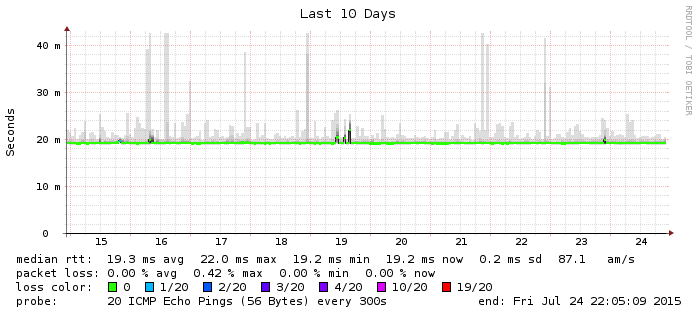 Last 10 Days
RRDTOOL / TOBI OETIKER
Seconds
40 m
30 m
20 m
10 m
0
15 16 17 18 19 20 21 22 23 24
median rtt: 19.3 ms avg 22.0 ms max 19.2 ms min 19.2 ms now 0.2 ms sd 87.1 am/s
packet loss: 0.00 % avg 0.42 % max 0.00 % min 0.00 % now
loss color: 0 1/20 2/20 3/20 4/20 10/20 19/20
probe: 20 ICMP Echo Pings (56 Bytes) every 300s end: Fri Jul 24 22:05:09 2015